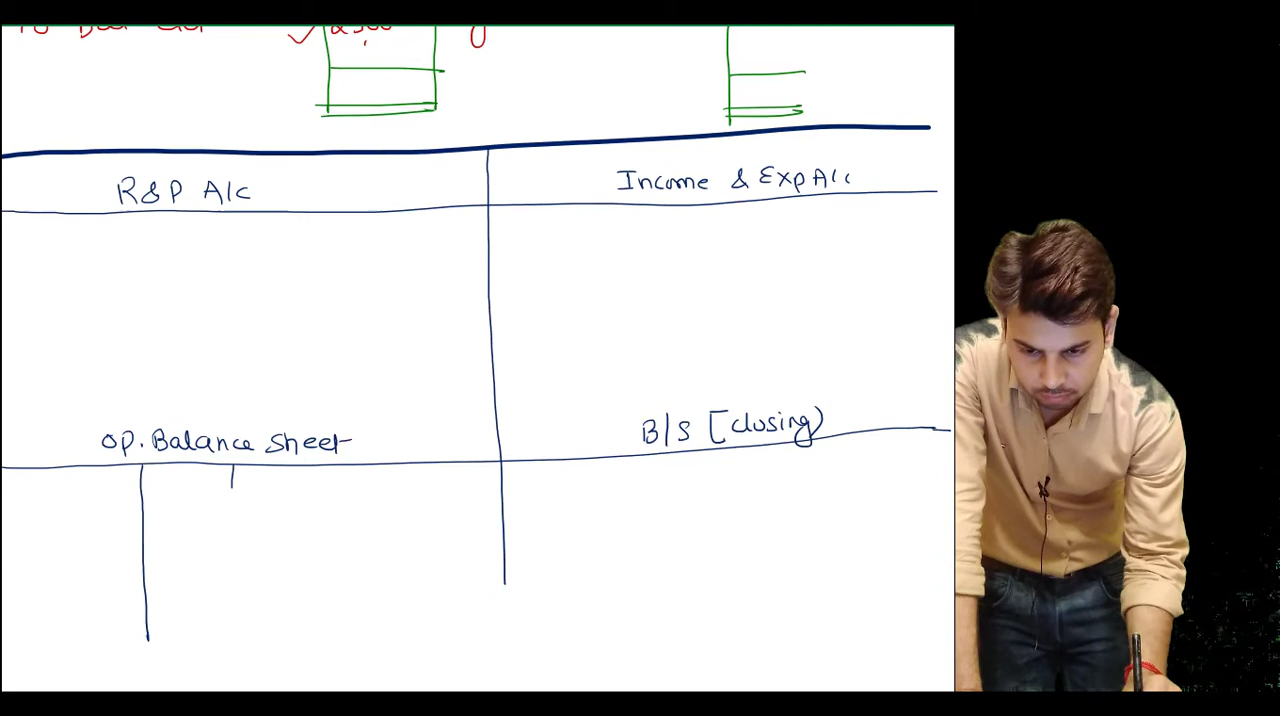 R&P A/c
Income & Exp A/c
Op. Balance Sheet
B/S [closing)